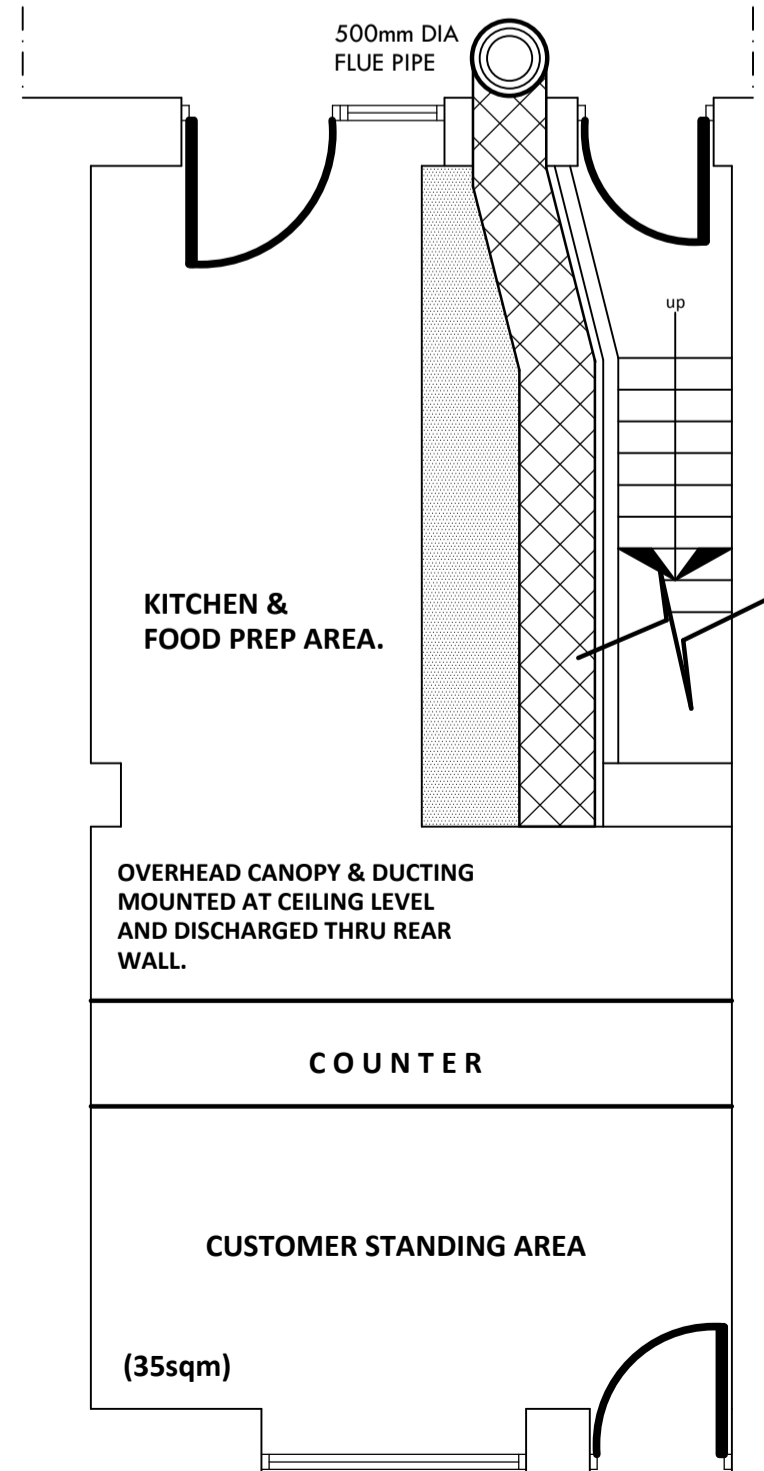 500mm DIA
FLUE PIPE
up
KITCHEN &
FOOD PREP AREA.
OVERHEAD CANOPY & DUCTING
MOUNTED AT CEILING LEVEL
AND DISCHARGED THRU REAR
WALL.
COUNTER
CUSTOMER STANDING AREA
(35sqm)